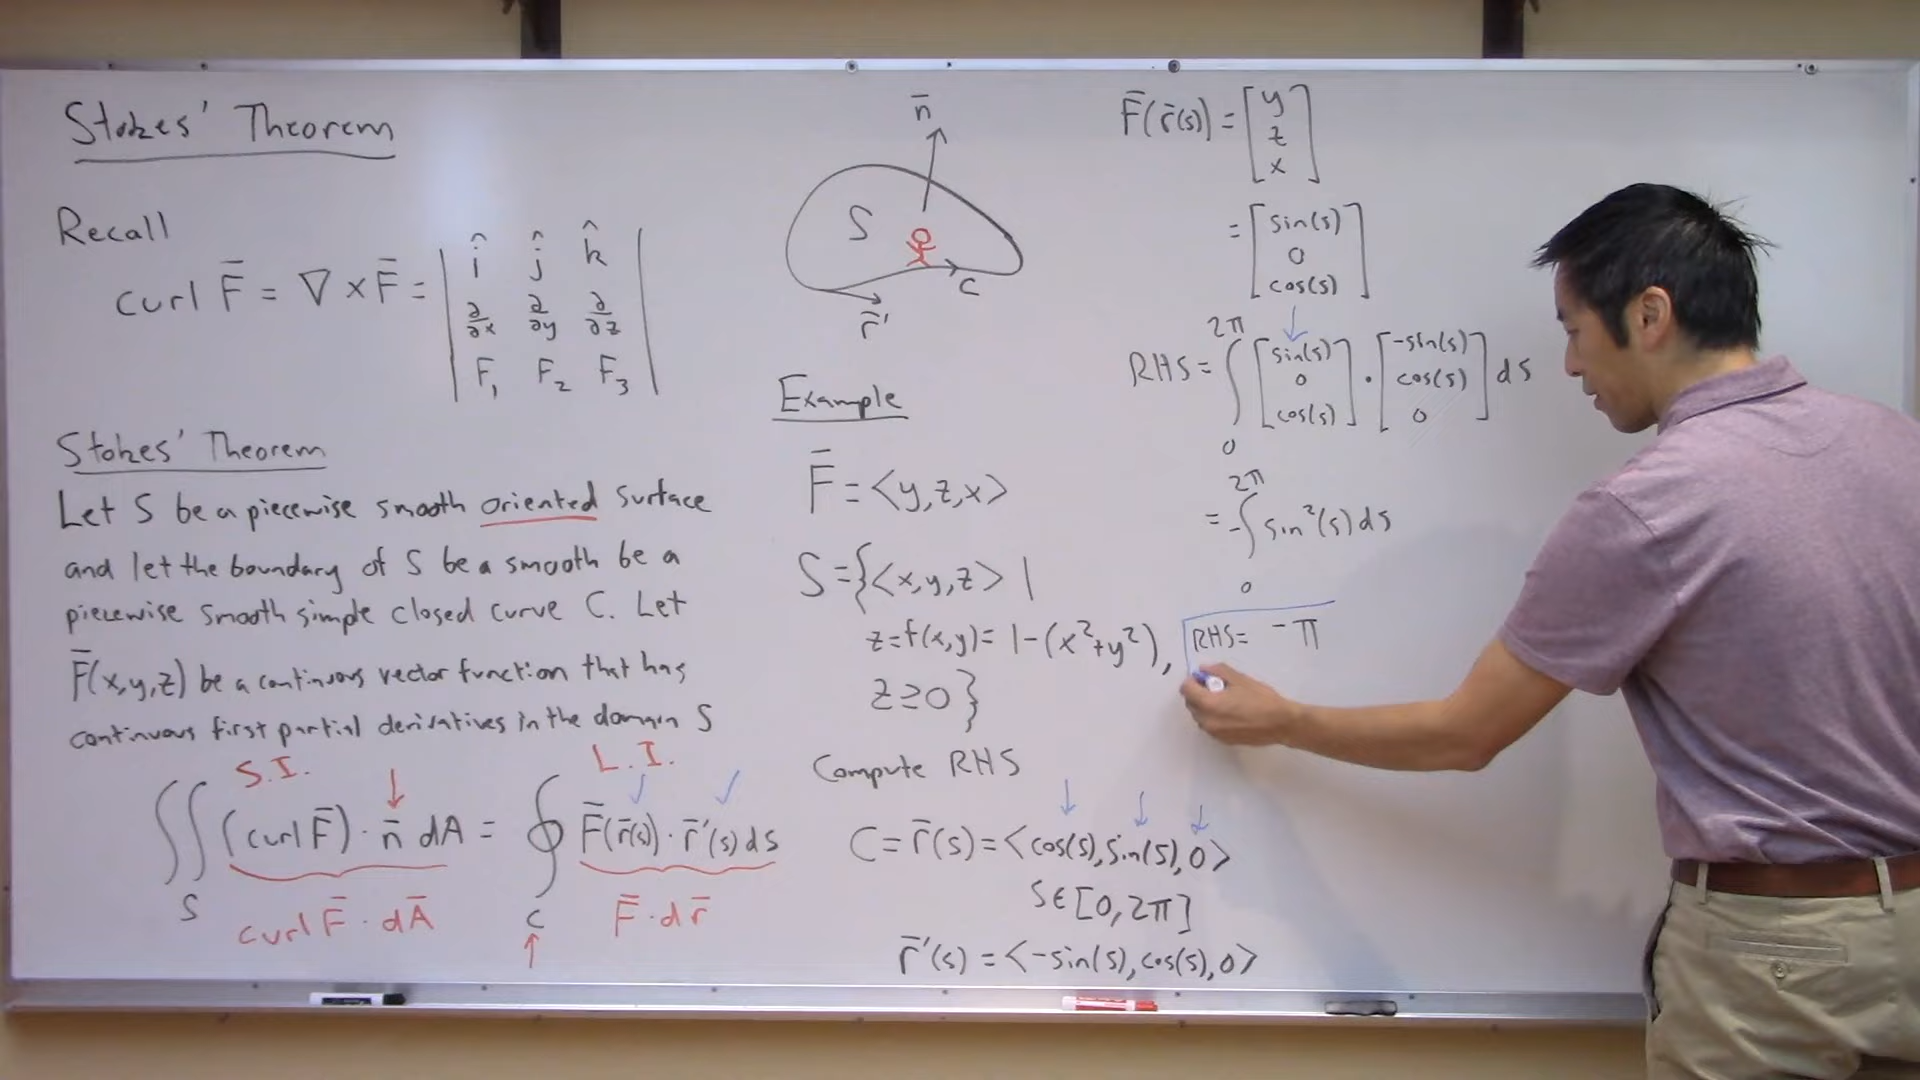 Stokes' Theorem
Recall
curl F̄ = ∇ × F̄ = | î ĵ k̂ |
| ∂/∂x ∂/∂y ∂/∂z |
| F₁ F₂ F₃ |
Stokes' Theorem
Let S be a piecewise smooth oriented surface
and let the boundary of S be a smooth be a
piecewise smooth simple closed curve C. Let
F̄(x,y,z) be a continuous vector function that has
continuous first partial derivatives in the domain S
S.I. L.I.
∬_S (curl F̄) · n̄ dA = ∮_C F̄(r̄(s)) · r̄'(s) ds
curl F̄ · dĀ F̄ · dr̄
n̄
S
C
r̄'
Example
F̄ = <y, z, x>
S = {<x, y, z> |
z = f(x,y) = 1-(x²+y²),
z ≥ 0}
Compute RHS
C = r̄(s) = <cos(s), sin(s), 0>
s ∈ [0, 2π]
r̄'(s) = <-sin(s), cos(s), 0>
F̄(r̄(s)) = [y
z
x]
= [sin(s)
0
cos(s)]
RHS = ∫₀^2π [sin(s) 0 cos(s)] · [-sin(s) cos(s) 0] ds
= -∫₀^2π sin²(s) ds
RHS = -π